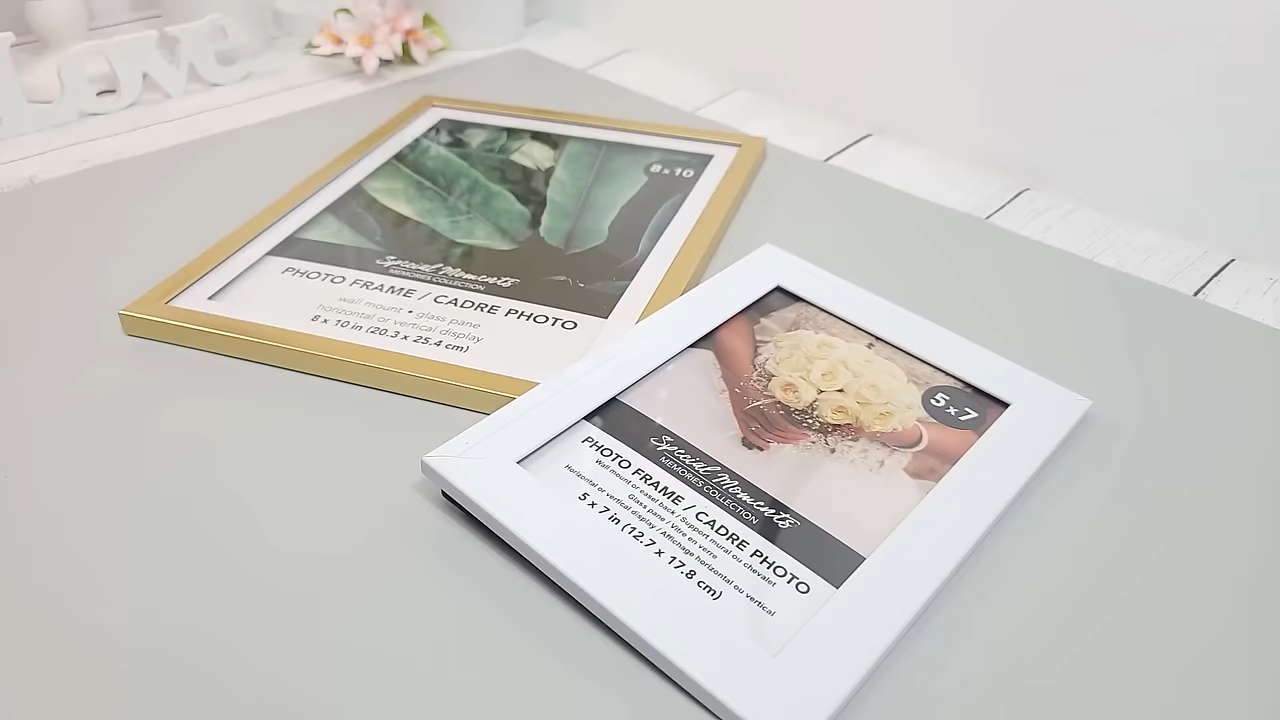 Love
8 x 10
Special Moments
MEMORIES COLLECTION
PHOTO FRAME / CADRE PHOTO
wall mount • glass pane
horizontal or vertical display
8 x 10 in (20.3 x 25.4 cm)
5 x 7
Special Moments
MEMORIES COLLECTION
PHOTO FRAME / CADRE PHOTO
Wall mount or easel back / Support mural ou chevalet
Glass pane / Vitre en verre
Horizontal or vertical display / Affichage horizontal ou vertical
5 x 7 in (12.7 x 17.8 cm)